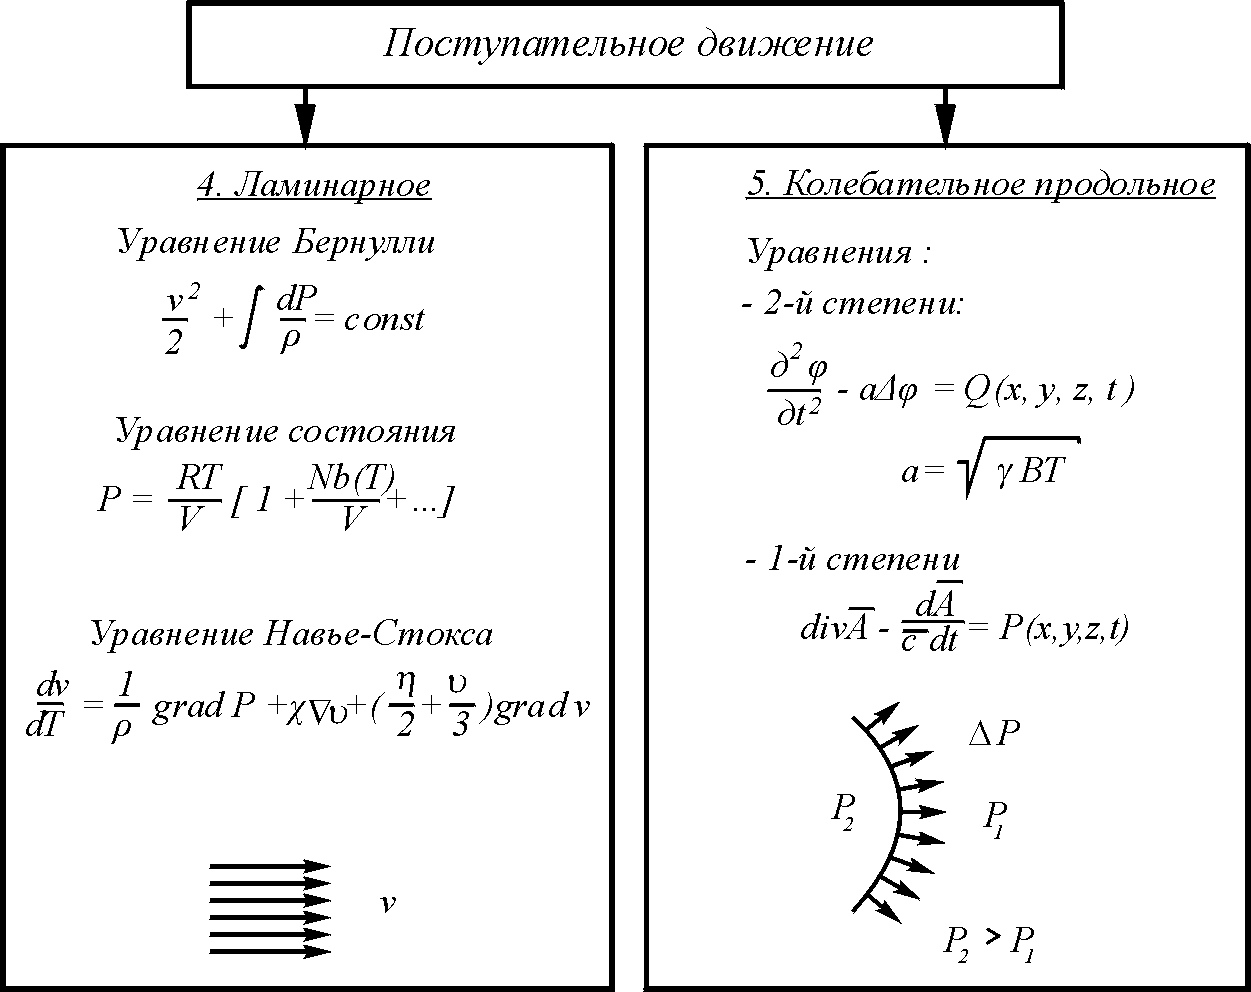 Поступательное движение
4. Ламинарное
Уравнение Бернулли
v²/2 + ∫ dP/ρ = const
Уравнение состояния
P = RT/V [ 1 + Nb(T)/V + ...]
Уравнение Навье-Стокса
dv/dT = 1/ρ grad P + χ∇υ + (η/2 + υ/3) grad v
v
5. Колебательное продольное
Уравнения :
- 2-й степени:
∂²φ/∂t² - aΔφ = Q(x, y, z, t)
a = √γBT
- 1-й степени
divA̅ - dA̅/c̅dt = P(x,y,z,t)
ΔP
P₂ P₁
P₂ > P₁